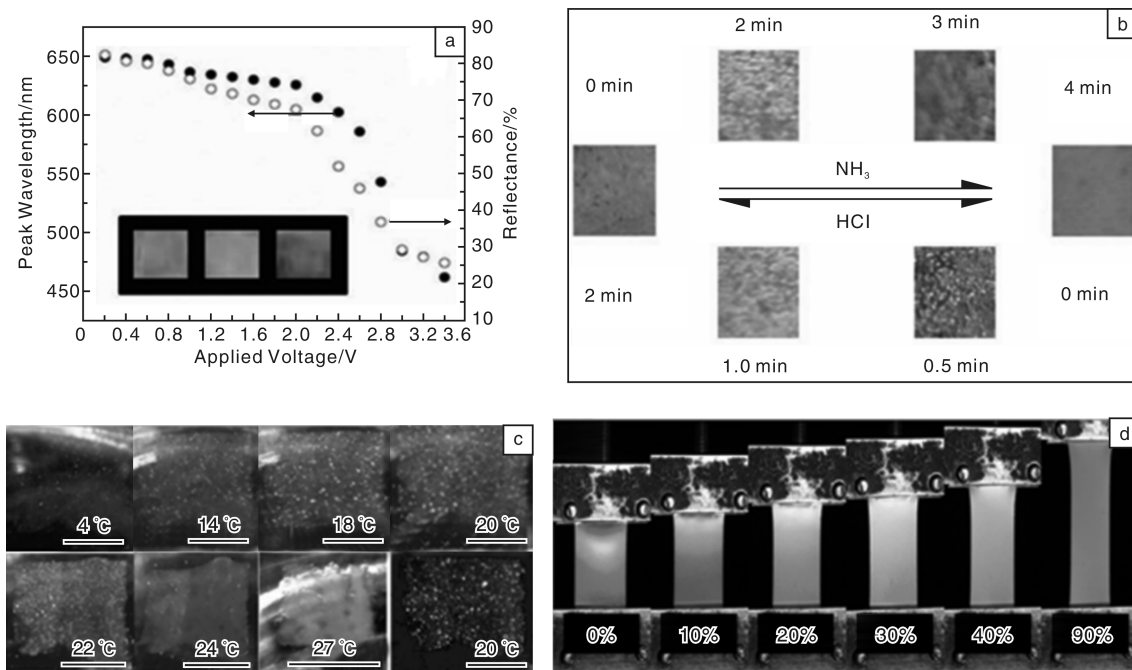 a
90
80
70
60
50
40
30
20
10
Reflectance/%
650
600
550
500
450
Peak Wavelength/nm
0 0.4 0.8 1.2 1.6 2.0 2.4 2.8 3.2 3.6
Applied Voltage/V
b
2 min 3 min
0 min 4 min
NH₃
HCl
2 min 0 min
1.0 min 0.5 min
c
4 ℃ 14 ℃ 18 ℃ 20 ℃
22 ℃ 24 ℃ 27 ℃ 20 ℃
d
0% 10% 20% 30% 40% 90%